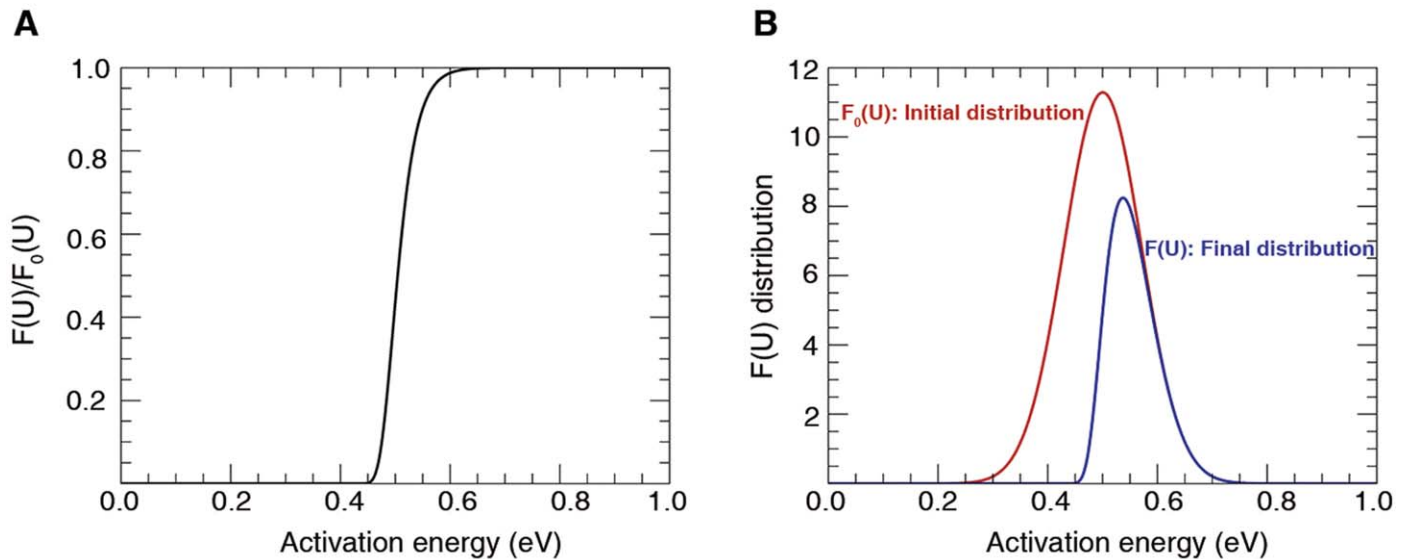 A
1.0
0.8
0.6
0.4
0.2
F(U)/F₀(U)
0.0 0.2 0.4 0.6 0.8 1.0
Activation energy (eV)
B
12
10
8
6
4
2
F(U) distribution
F₀(U): Initial distribution
F(U): Final distribution
0.0 0.2 0.4 0.6 0.8 1.0
Activation energy (eV)